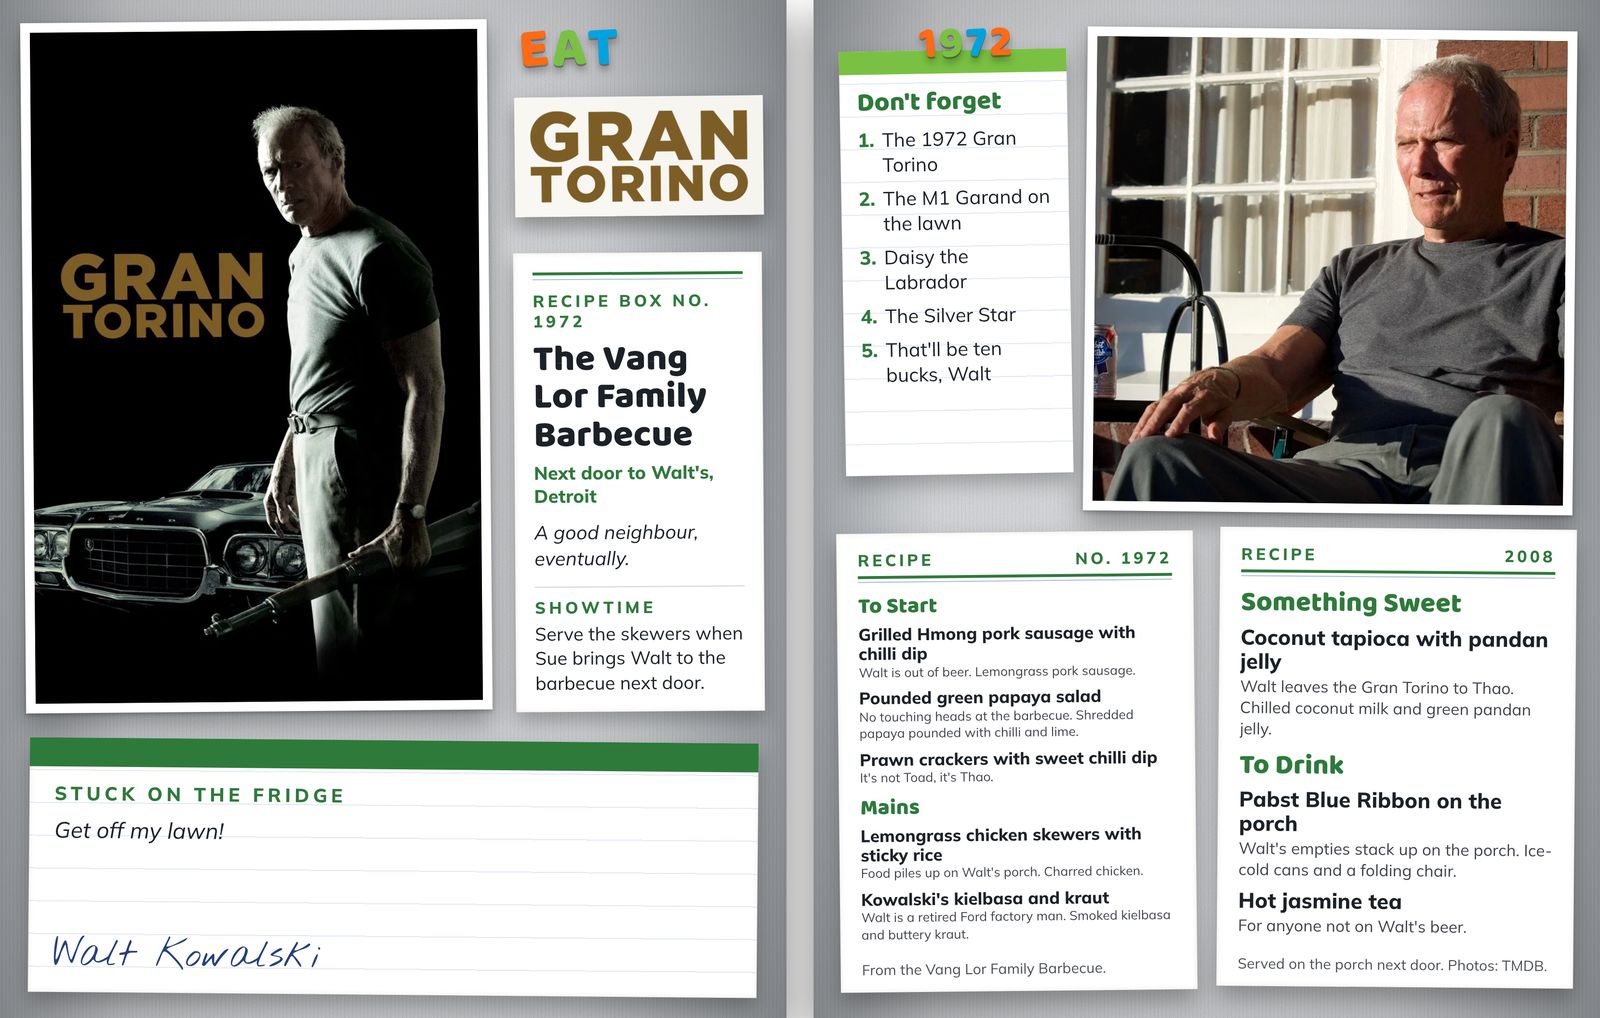 GRAN
TORINO
EAT
GRAN
TORINO
RECIPE BOX NO.
1972
The Vang
Lor Family
Barbecue
Next door to Walt's,
Detroit
A good neighbour,
eventually.
SHOWTIME
Serve the skewers when
Sue brings Walt to the
barbecue next door.
STUCK ON THE FRIDGE
Get off my lawn!
Walt Kowalski
1972
Don't forget
1. The 1972 Gran
Torino
2. The M1 Garand on
the lawn
3. Daisy the
Labrador
4. The Silver Star
5. That'll be ten
bucks, Walt
RECIPE NO. 1972
To Start
Grilled Hmong pork sausage with
chilli dip
Walt is out of beer. Lemongrass pork sausage.
Pounded green papaya salad
No touching heads at the barbecue. Shredded
papaya pounded with chilli and lime.
Prawn crackers with sweet chilli dip
It's not Toad, it's Thao.
Mains
Lemongrass chicken skewers with
sticky rice
Food piles up on Walt's porch. Charred chicken.
Kowalski's kielbasa and kraut
Walt is a retired Ford factory man. Smoked kielbasa
and buttery kraut.
From the Vang Lor Family Barbecue.
RECIPE 2008
Something Sweet
Coconut tapioca with pandan
jelly
Walt leaves the Gran Torino to Thao.
Chilled coconut milk and green pandan
jelly.
To Drink
Pabst Blue Ribbon on the
porch
Walt's empties stack up on the porch. Ice-
cold cans and a folding chair.
Hot jasmine tea
For anyone not on Walt's beer.
Served on the porch next door. Photos: TMDB.